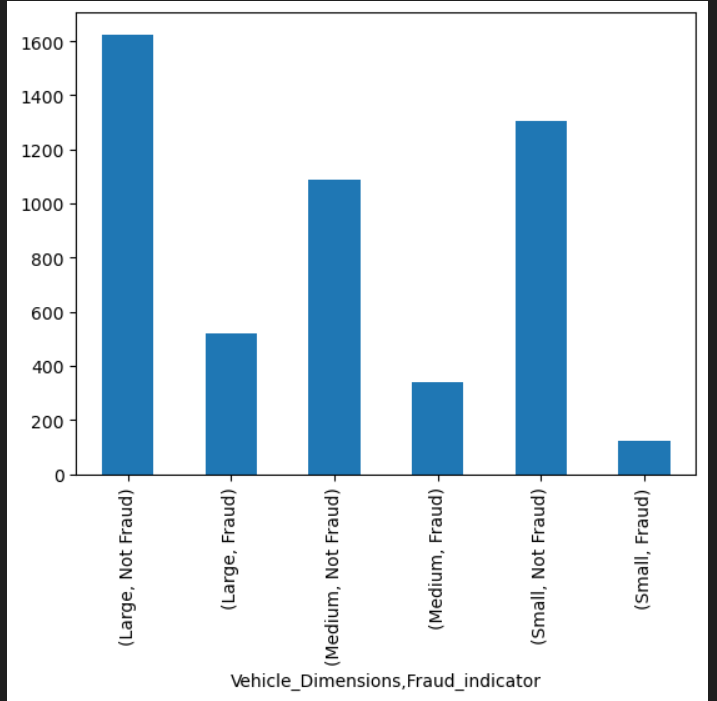 1600
1400
1200
1000
800
600
400
200
0
(Large, Not Fraud)
(Large, Fraud)
(Medium, Not Fraud)
(Medium, Fraud)
(Small, Not Fraud)
(Small, Fraud)
Vehicle_Dimensions,Fraud_indicator